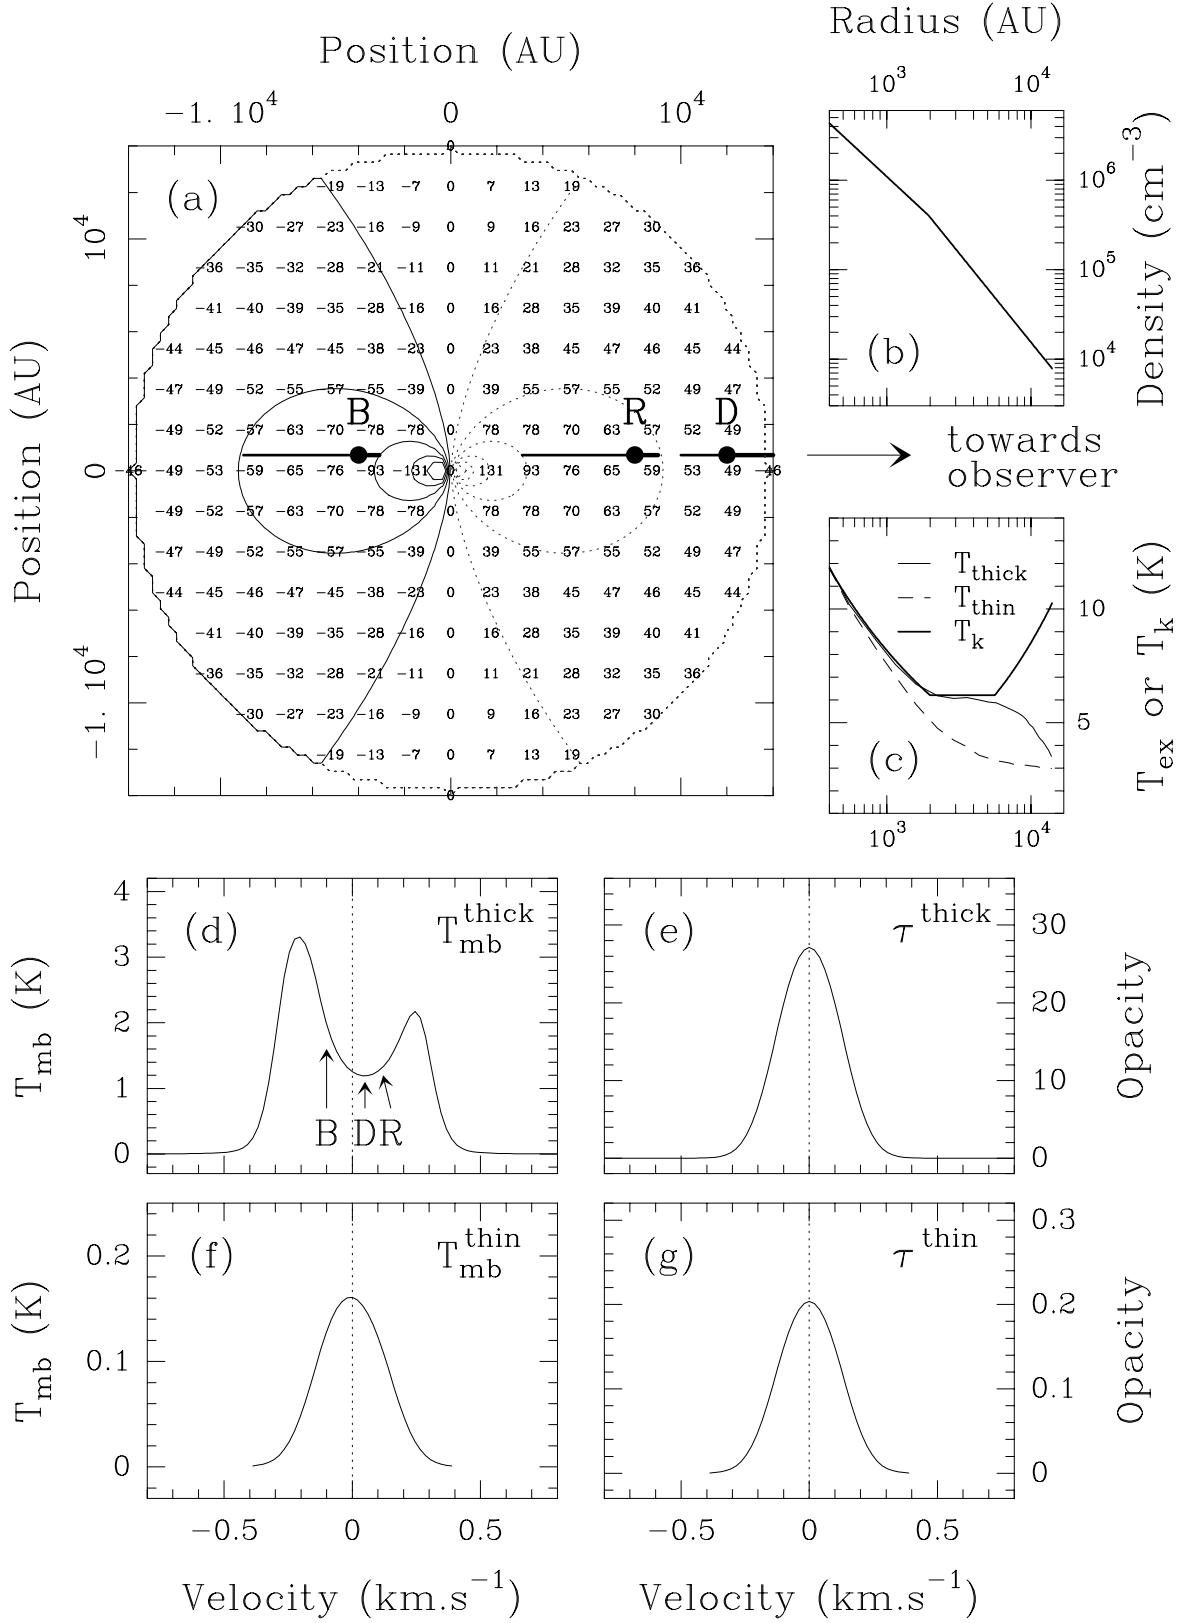 Position (AU)
−1. 10^4 0 10^4
Radius (AU)
10^3 10^4
(a)
0
−19 −13 −7 0 7 13 19
−30 −27 −23 −16 −9 0 9 16 23 27 30
−36 −35 −32 −28 −21 −11 0 11 21 28 32 35 36
−41 −40 −39 −35 −28 −16 0 16 28 35 39 40 41
−44 −45 −46 −47 −45 −38 −23 0 23 38 45 47 46 45 44
−47 −49 −52 −55 −57 −55 −39 0 39 55 57 55 52 49 47
B R D
−49 −52 −57 −63 −70 −78 −78 0 78 78 70 63 57 52 49
−46 −49 −53 −59 −65 −76 −93 −131 0 131 93 76 65 59 53 49 46
−49 −52 −57 −63 −70 −78 −78 0 78 78 70 63 57 52 49
−47 −49 −52 −55 −57 −55 −39 0 39 55 57 55 52 49 47
−44 −45 −46 −47 −45 −38 −23 0 23 38 45 47 46 45 44
−41 −40 −39 −35 −28 −16 0 16 28 35 39 40 41
−36 −35 −32 −28 −21 −11 0 11 21 28 32 35 36
−30 −27 −23 −16 −9 0 9 16 23 27 30
−19 −13 −7 0 7 13 19
0
Position (AU)
10^4
0
−1. 10^4
(b)
10^6
10^5
10^4
Density (cm^−3)
towards
observer
T_thick
T_thin
T_k
(c)
10
5
T_ex or T_k (K)
10^3 10^4
(d)
T_mb^thick
4
3
2
1
0
T_mb (K)
B D R
(e)
τ^thick
30
20
10
0
Opacity
(f)
T_mb^thin
0.2
0.1
0
T_mb (K)
−0.5 0 0.5
Velocity (km.s^−1)
(g)
τ^thin
0.3
0.2
0.1
0
Opacity
−0.5 0 0.5
Velocity (km.s^−1)